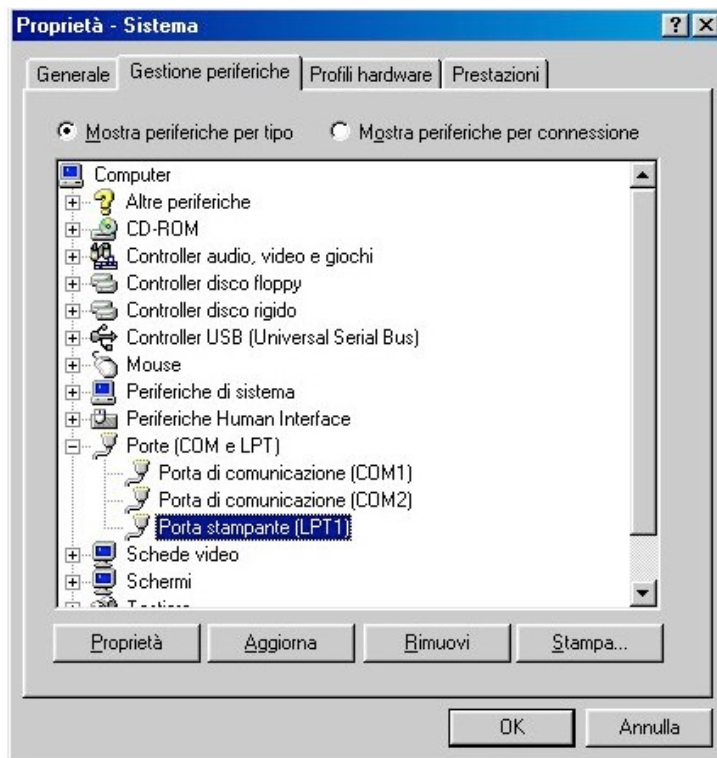 Proprietà - Sistema
Generale Gestione periferiche Profili hardware Prestazioni
Mostra periferiche per tipo Mostra periferiche per connessione
Computer
Altre periferiche
CD-ROM
Controller audio, video e giochi
Controller disco floppy
Controller disco rigido
Controller USB (Universal Serial Bus)
Mouse
Periferiche di sistema
Periferiche Human Interface
Porte (COM e LPT)
Porta di comunicazione (COM1)
Porta di comunicazione (COM2)
Porta stampante (LPT1)
Schede video
Schermi
Proprietà Aggiorna Rimuovi Stampa...
OK Annulla